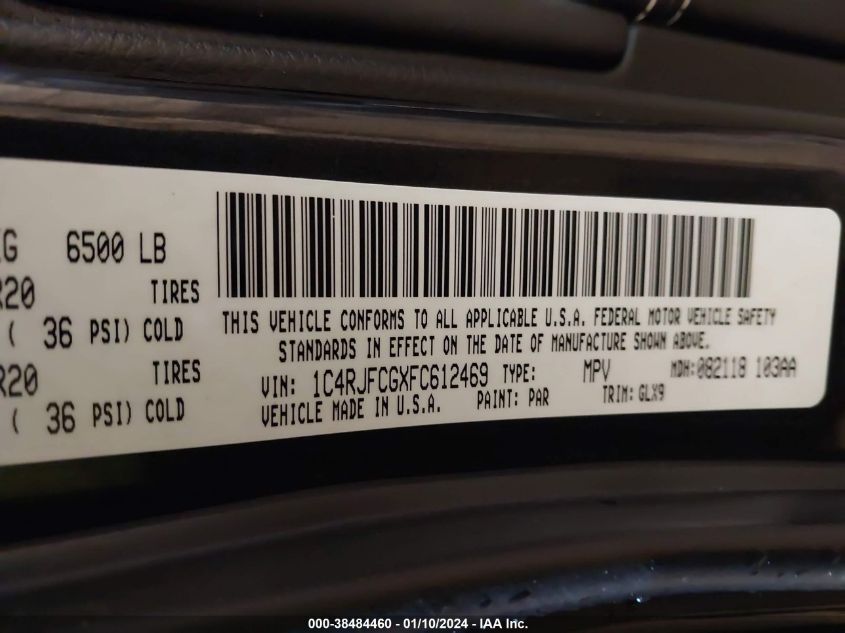 KG 6500 LB
R20 TIRES
( 36 PSI) COLD
R20
( 36 PSI) COLD
THIS VEHICLE CONFORMS TO ALL APPLICABLE U.S.A. FEDERAL MOTOR VEHICLE SAFETY
STANDARDS IN EFFECT ON THE DATE OF MANUFACTURE SHOWN ABOVE.
VIN: 1C4RJFCGXFC612469 TYPE: MPV MDH:082118 103AA
VEHICLE MADE IN U.S.A. PAINT: PAR TRIM: GLX9
TIRES
000-38484460 - 01/10/2024 - IAA Inc.